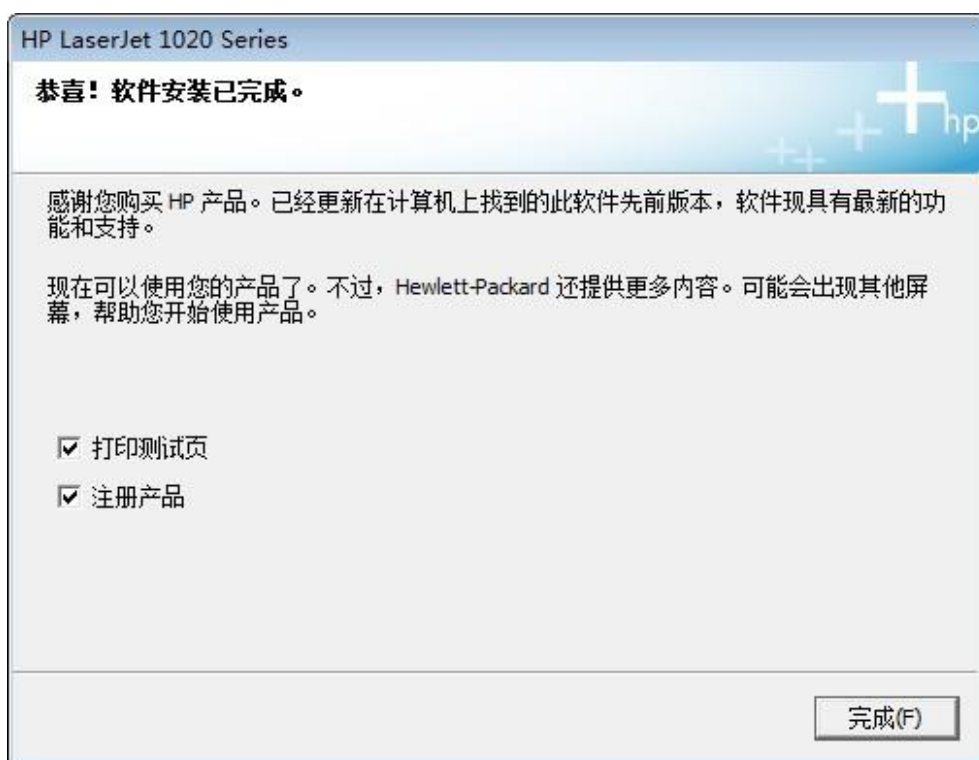 HP LaserJet 1020 Series
恭喜！软件安装已完成。
hp
感谢您购买 HP 产品。已经更新在计算机上找到的此软件先前版本，软件现具有最新的功
能和支持。
现在可以使用您的产品了。不过，Hewlett-Packard 还提供更多内容。可能会出现其他屏
幕，帮助您开始使用产品。
打印测试页
注册产品
完成(F)